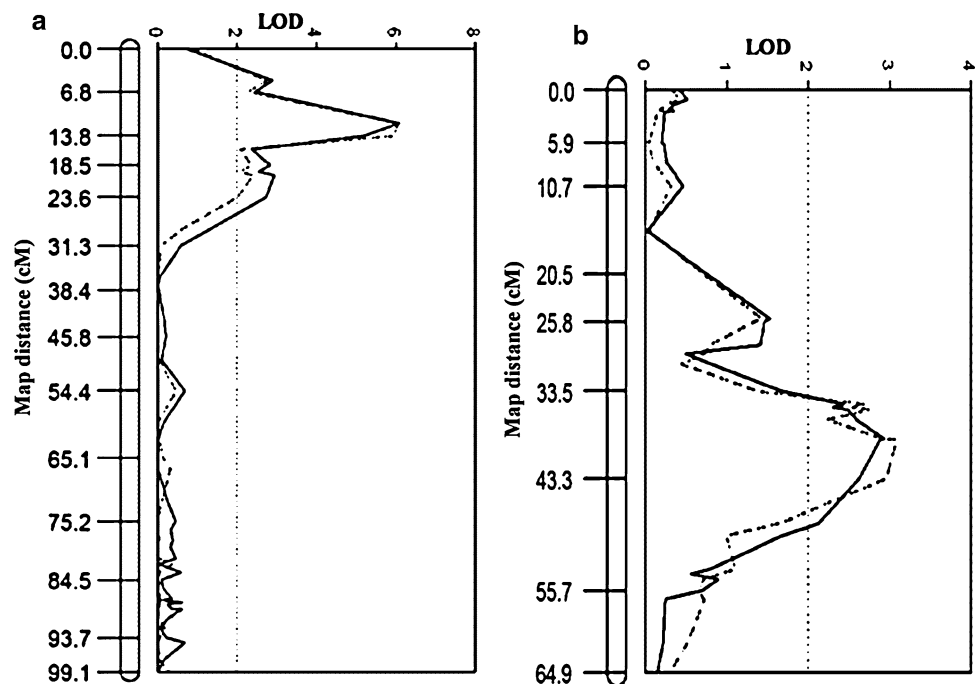 a
LOD
0 2 4 6 8
Map distance (cM)
0.0
6.8
13.8
18.5
23.6
31.3
38.4
45.8
54.4
65.1
75.2
84.5
93.7
99.1
b
LOD
0 1 2 3 4
Map distance (cM)
0.0
5.9
10.7
20.5
25.8
33.5
43.3
55.7
64.9